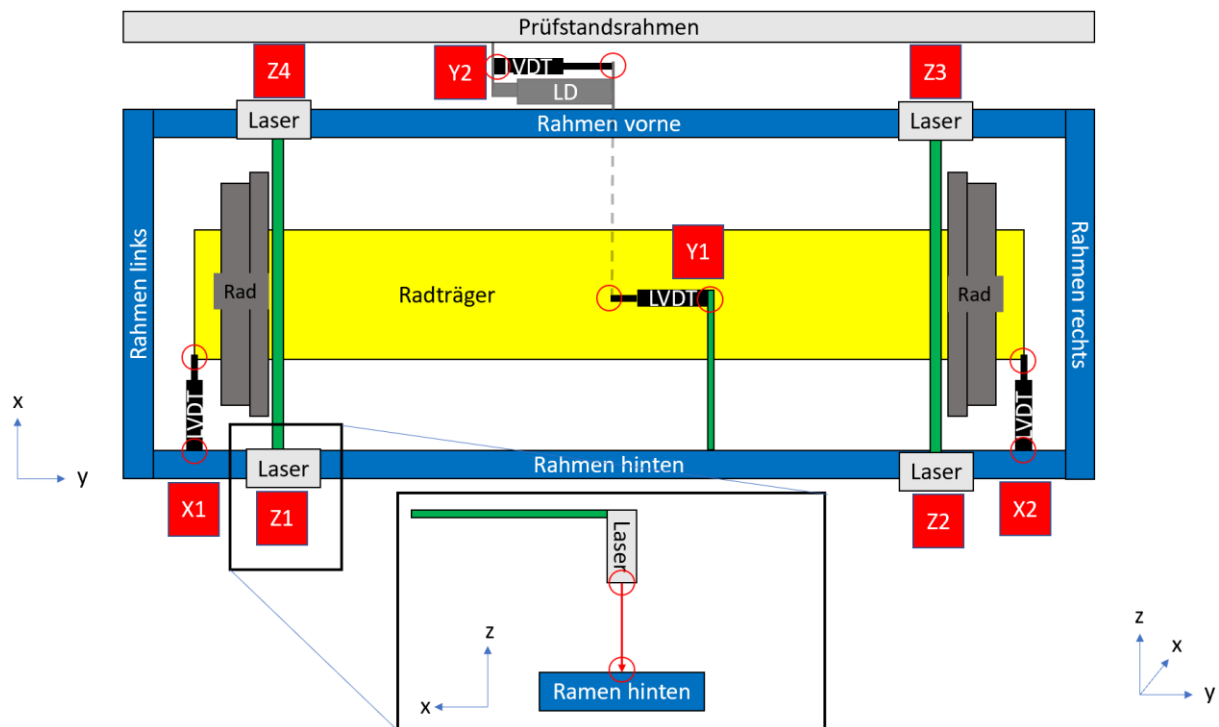 Prüfstandsrahmen
Z4
Y2
LVDT
LD
Z3
Laser
Rahmen vorne
Laser
Rahmen links
Rad
Radträger
Y1
LVDT
Rad
Rahmen rechts
LVDT
LVDT
x
y
Laser
Rahmen hinten
Laser
X1
Z1
Z2
X2
Laser
z
x
Ramen hinten
z
x
y